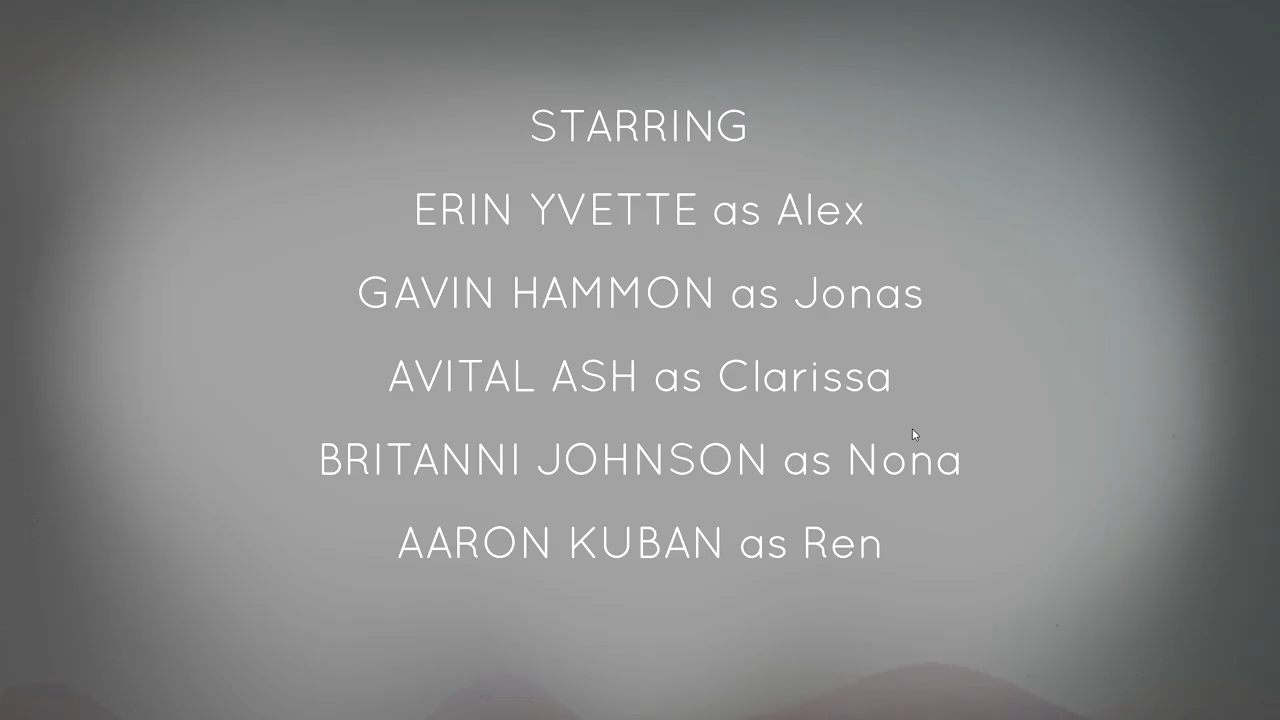 STARRING
ERIN YVETTE as Alex
GAVIN HAMMON as Jonas
AVITAL ASH as Clarissa
BRITANNI JOHNSON as Nona
AARON KUBAN as Ren